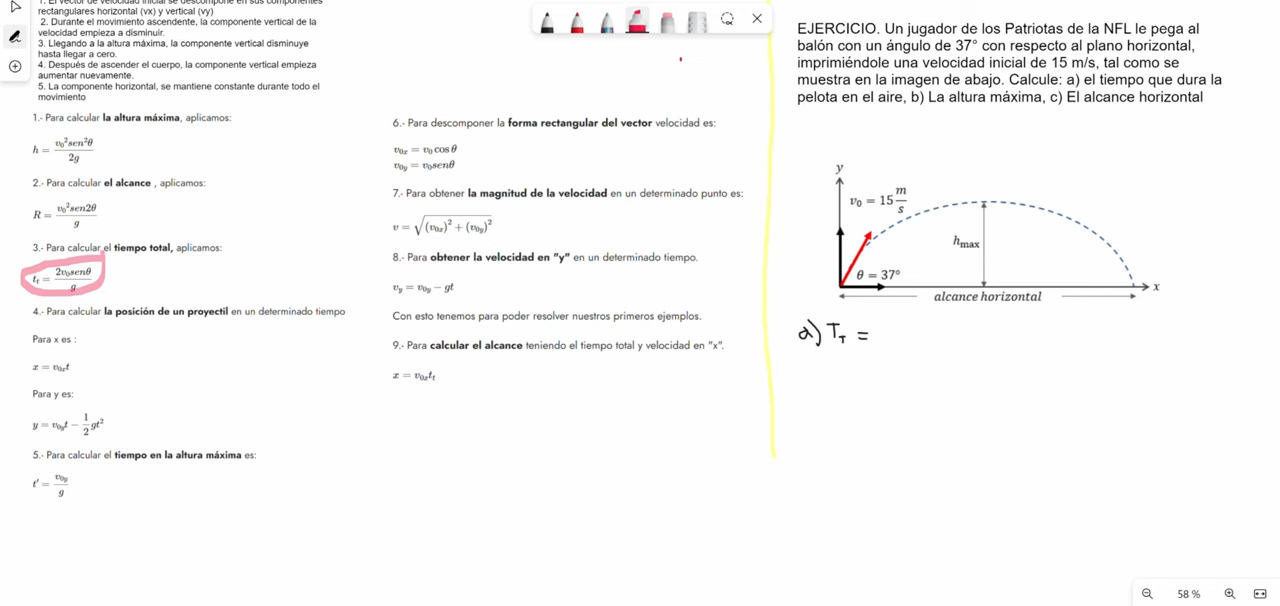 1. El vector de velocidad inicial se descompone en sus componentes
rectangulares horizontal (vx) y vertical (vy)
2. Durante el movimiento ascendente, la componente vertical de la
velocidad empieza a disminuir.
3. Llegando a la altura máxima, la componente vertical disminuye
hasta llegar a cero.
4. Después de ascender el cuerpo, la componente vertical empieza
aumentar nuevamente.
5. La componente horizontal, se mantiene constante durante todo el
movimiento
1.- Para calcular la altura máxima, aplicamos:
h = v₀²sen²θ / 2g
2.- Para calcular el alcance , aplicamos:
R = v₀²sen2θ / g
3.- Para calcular el tiempo total, aplicamos:
tₜ = 2v₀senθ / g
4.- Para calcular la posición de un proyectil en un determinado tiempo
Para x es :
x = v₀ₓt
Para y es:
y = v₀yt − 1/2 gt²
5.- Para calcular el tiempo en la altura máxima es:
t′ = v₀y / g
6.- Para descomponer la forma rectangular del vector velocidad es:
v₀ₓ = v₀ cos θ
v₀y = v₀senθ
7.- Para obtener la magnitud de la velocidad en un determinado punto es:
v = √((v₀ₓ)² + (v₀y)²)
8.- Para obtener la velocidad en "y" en un determinado tiempo.
vy = v₀y − gt
Con esto tenemos para poder resolver nuestros primeros ejemplos.
9.- Para calcular el alcance teniendo el tiempo total y velocidad en "x".
x = v₀ₓtₜ
EJERCICIO. Un jugador de los Patriotas de la NFL le pega al
balón con un ángulo de 37° con respecto al plano horizontal,
imprimiéndole una velocidad inicial de 15 m/s, tal como se
muestra en la imagen de abajo. Calcule: a) el tiempo que dura la
pelota en el aire, b) La altura máxima, c) El alcance horizontal
y
v₀ = 15 m/s
hmax
θ = 37°
x
alcance horizontal
a) T_T =
58 %